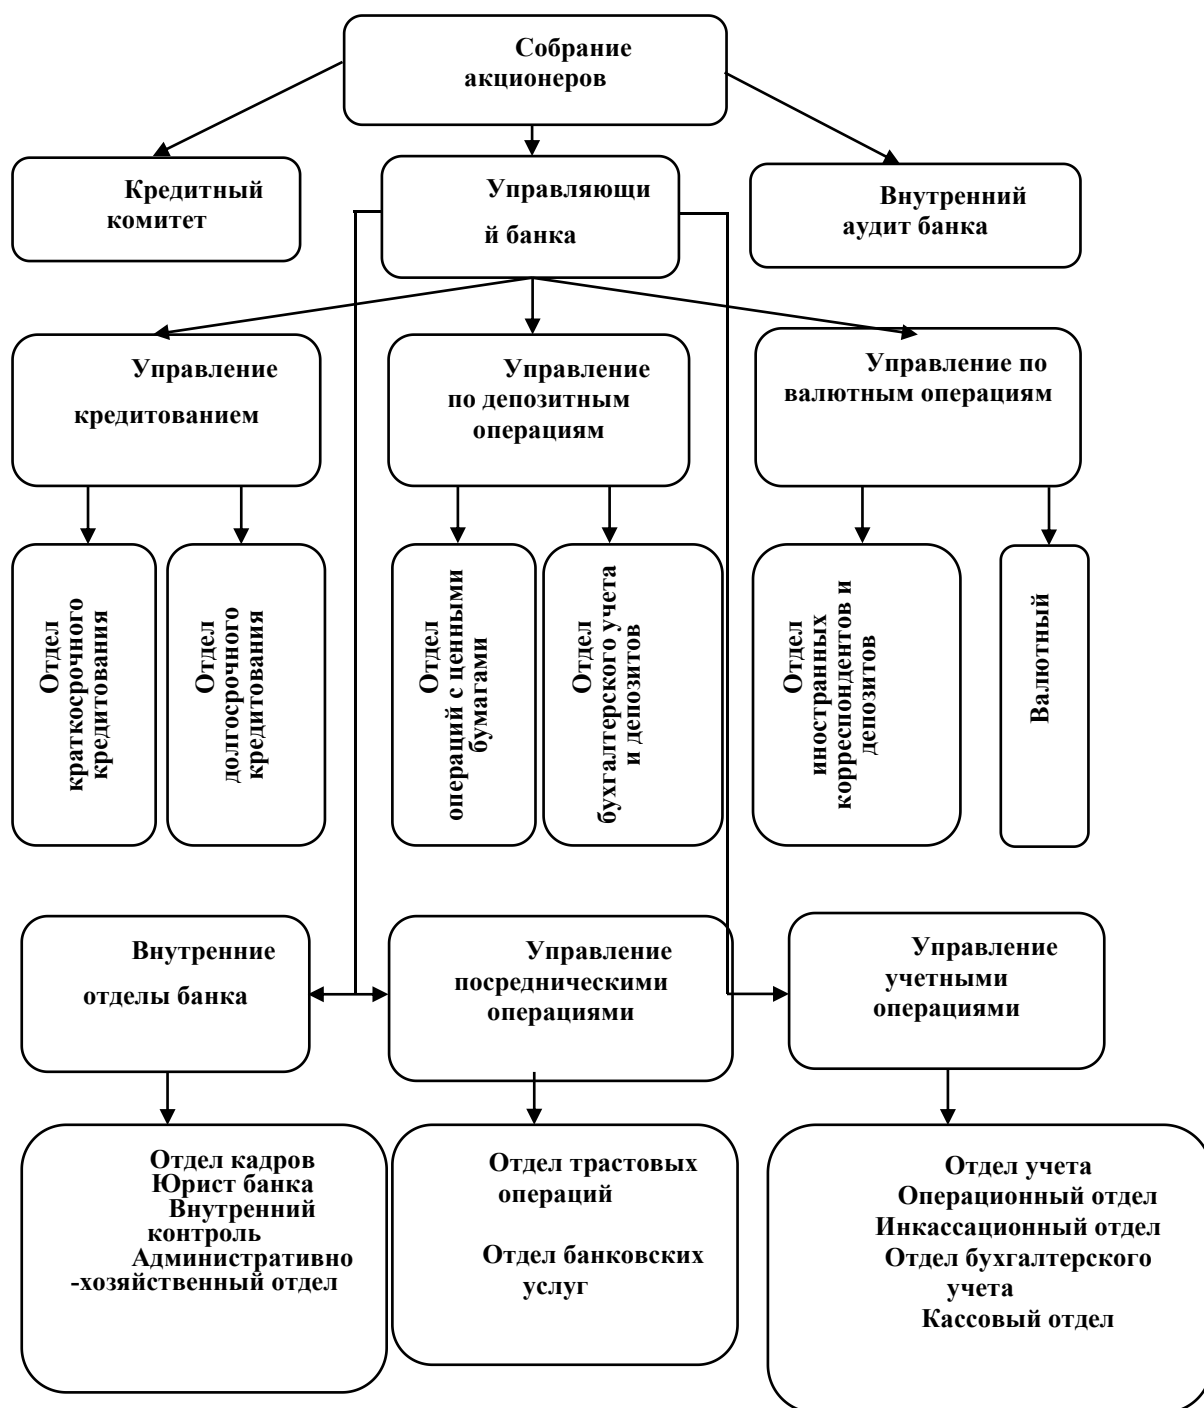 Собрание
акционеров
Кредитный
комитет
Управляющи
й банка
Внутренний
аудит банка
Управление
кредитованием
Управление
по депозитным
операциям
Управление по
валютным операциям
Отдел
краткосрочного
кредитования
Отдел
долгосрочного
кредитования
Отдел
операций с ценными
бумагами
Отдел
бухгалтерского учета
и депозитов
Отдел
иностранных
корреспондентов и
депозитов
Валютный
Внутренние
отделы банка
Управление
посредническими
операциями
Управление
учетными
операциями
Отдел кадров
Юрист банка
Внутренний
контроль
Административно
-хозяйственный отдел
Отдел трастовых
операций
Отдел банковских
услуг
Отдел учета
Операционный отдел
Инкассационный отдел
Отдел бухгалтерского
учета
Кассовый отдел